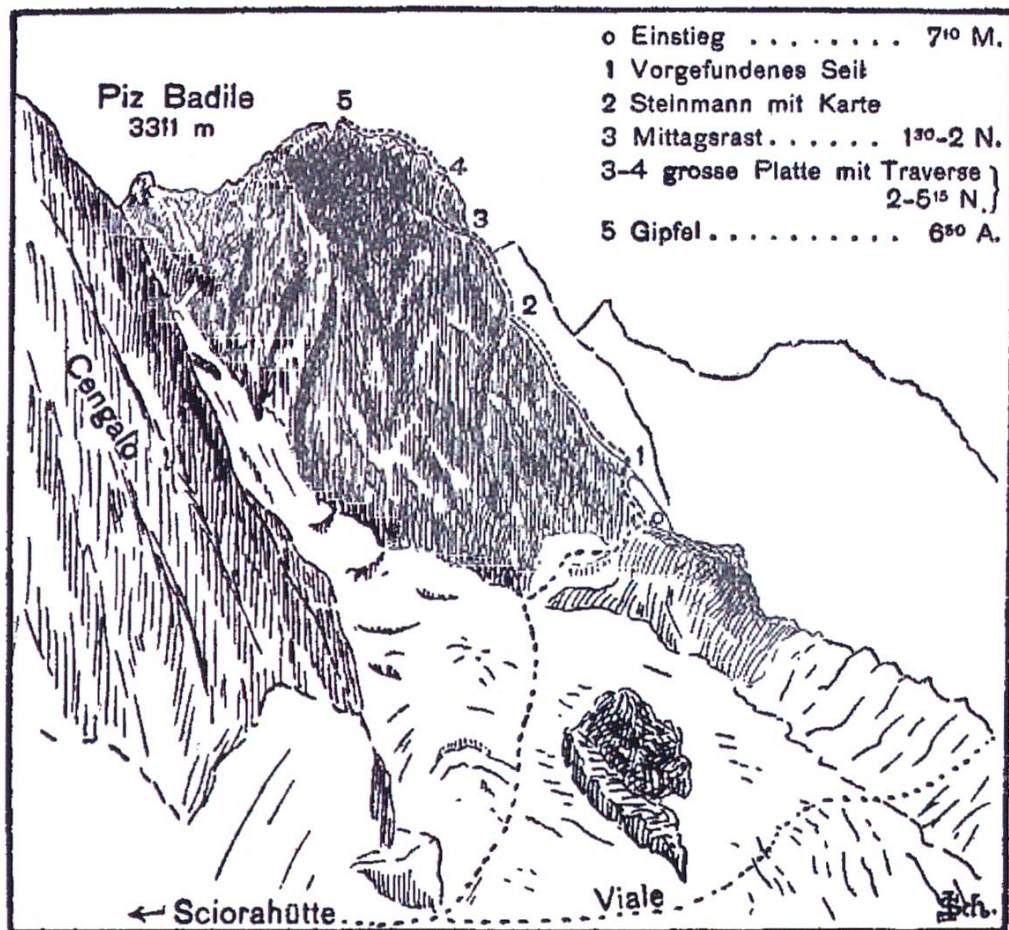 o Einstieg . . . . . . . . 7¹⁰ M.
1 Vorgefundenes Seil
2 Steinmann mit Karte
3 Mittagsrast . . . . . . 1³⁰-2 N.
3-4 grosse Platte mit Traverse
2-5¹⁵ N.
5 Gipfel . . . . . . . . . . 6⁵⁰ A.
Piz Badile
3311 m
5
4
3
2
1
o
Cengalo
← Sciorahütte
Viale